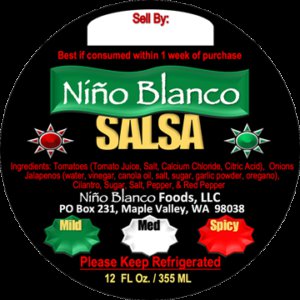 Sell By:
Best if consumed within 1 week of purchase
Niño Blanco
SALSA
Ingredients: Tomatoes (Tomato Juice, Salt, Calcium Chloride, Citric Acid), Onions
Jalapenos (water, vinegar, canola oil, salt, sugar, garlic powder, oregano),
Cilantro, Sugar, Salt, Pepper, & Red Pepper
Niño Blanco Foods, LLC
PO Box 231, Maple Valley, WA 98038
Mild
Med
Spicy
Please Keep Refrigerated
12 FL Oz. / 355 ML